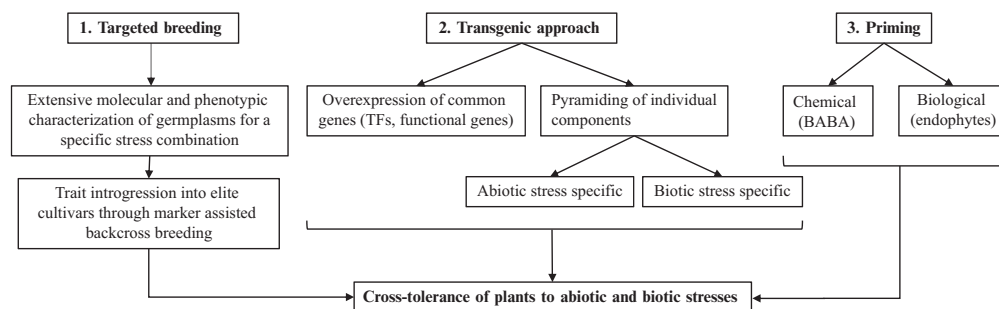 1. Targeted breeding
Extensive molecular and phenotypic
characterization of germplasms for a
specific stress combination
Trait introgression into elite
cultivars through marker assisted
backcross breeding
2. Transgenic approach
Overexpression of common
genes (TFs, functional genes)
Pyramiding of individual
components
Abiotic stress specific
Biotic stress specific
3. Priming
Chemical
(BABA)
Biological
(endophytes)
Cross-tolerance of plants to abiotic and biotic stresses